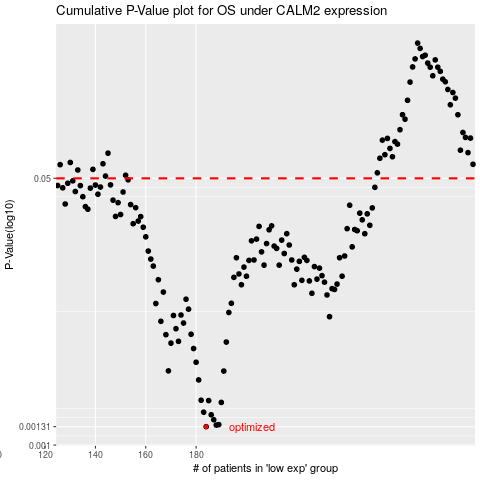 Cumulative P-Value plot for OS under CALM2 expression
P-Value(log10)
0.05
0.00131
0.001
optimized
0
120
140
160
180
# of patients in 'low exp' group